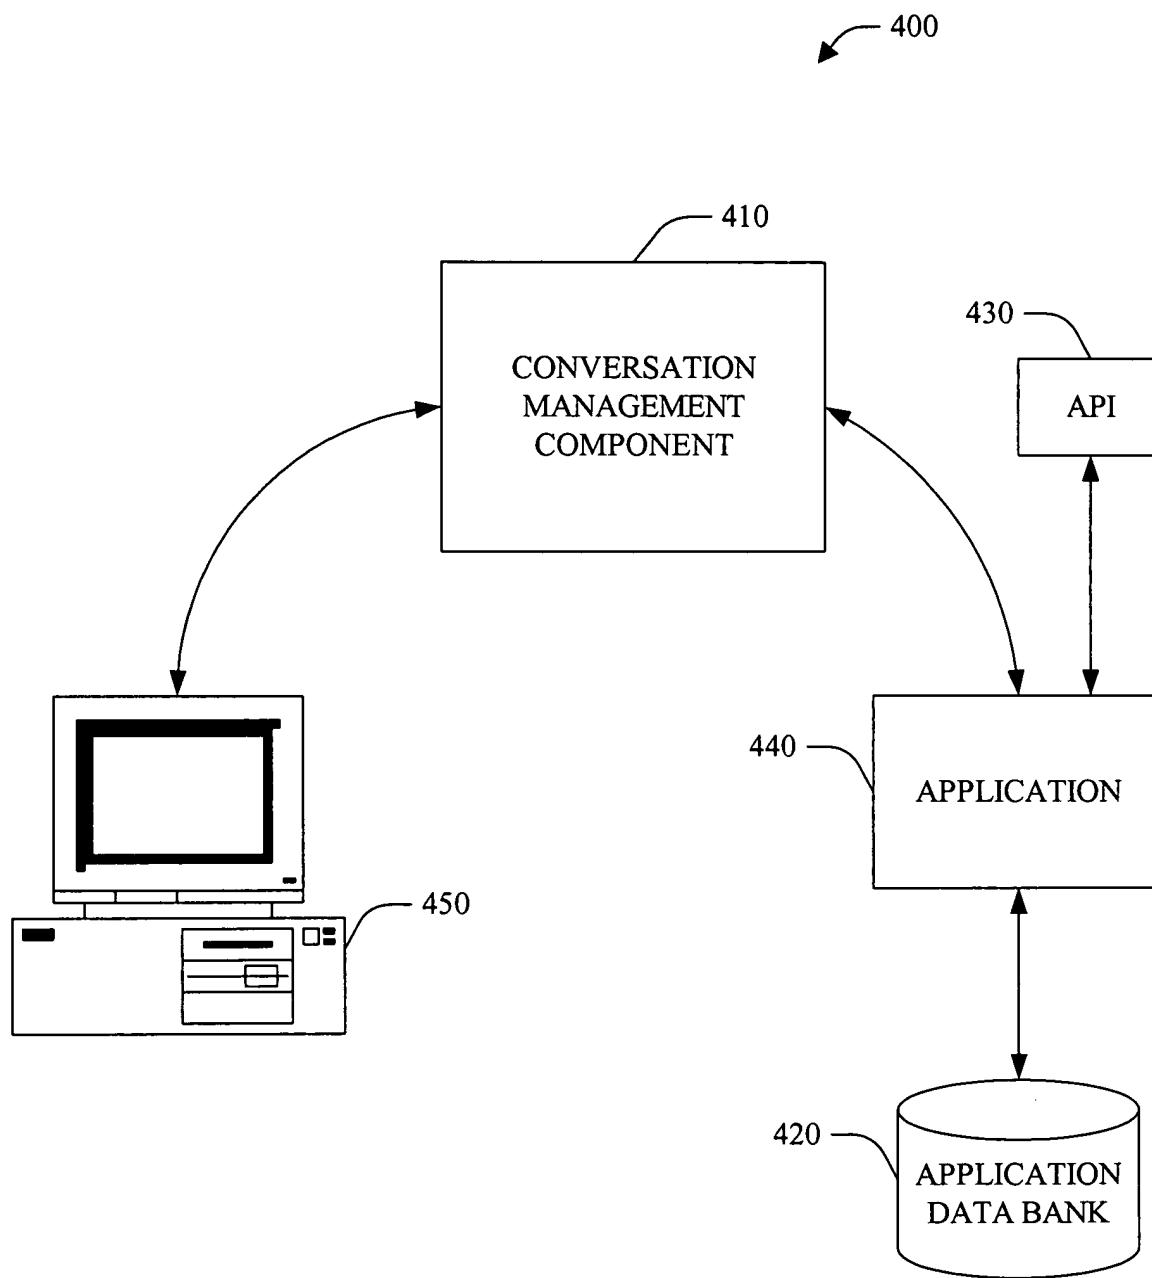 400
410
CONVERSATION
MANAGEMENT
COMPONENT
430
API
440
APPLICATION
450
420
APPLICATION
DATA BANK